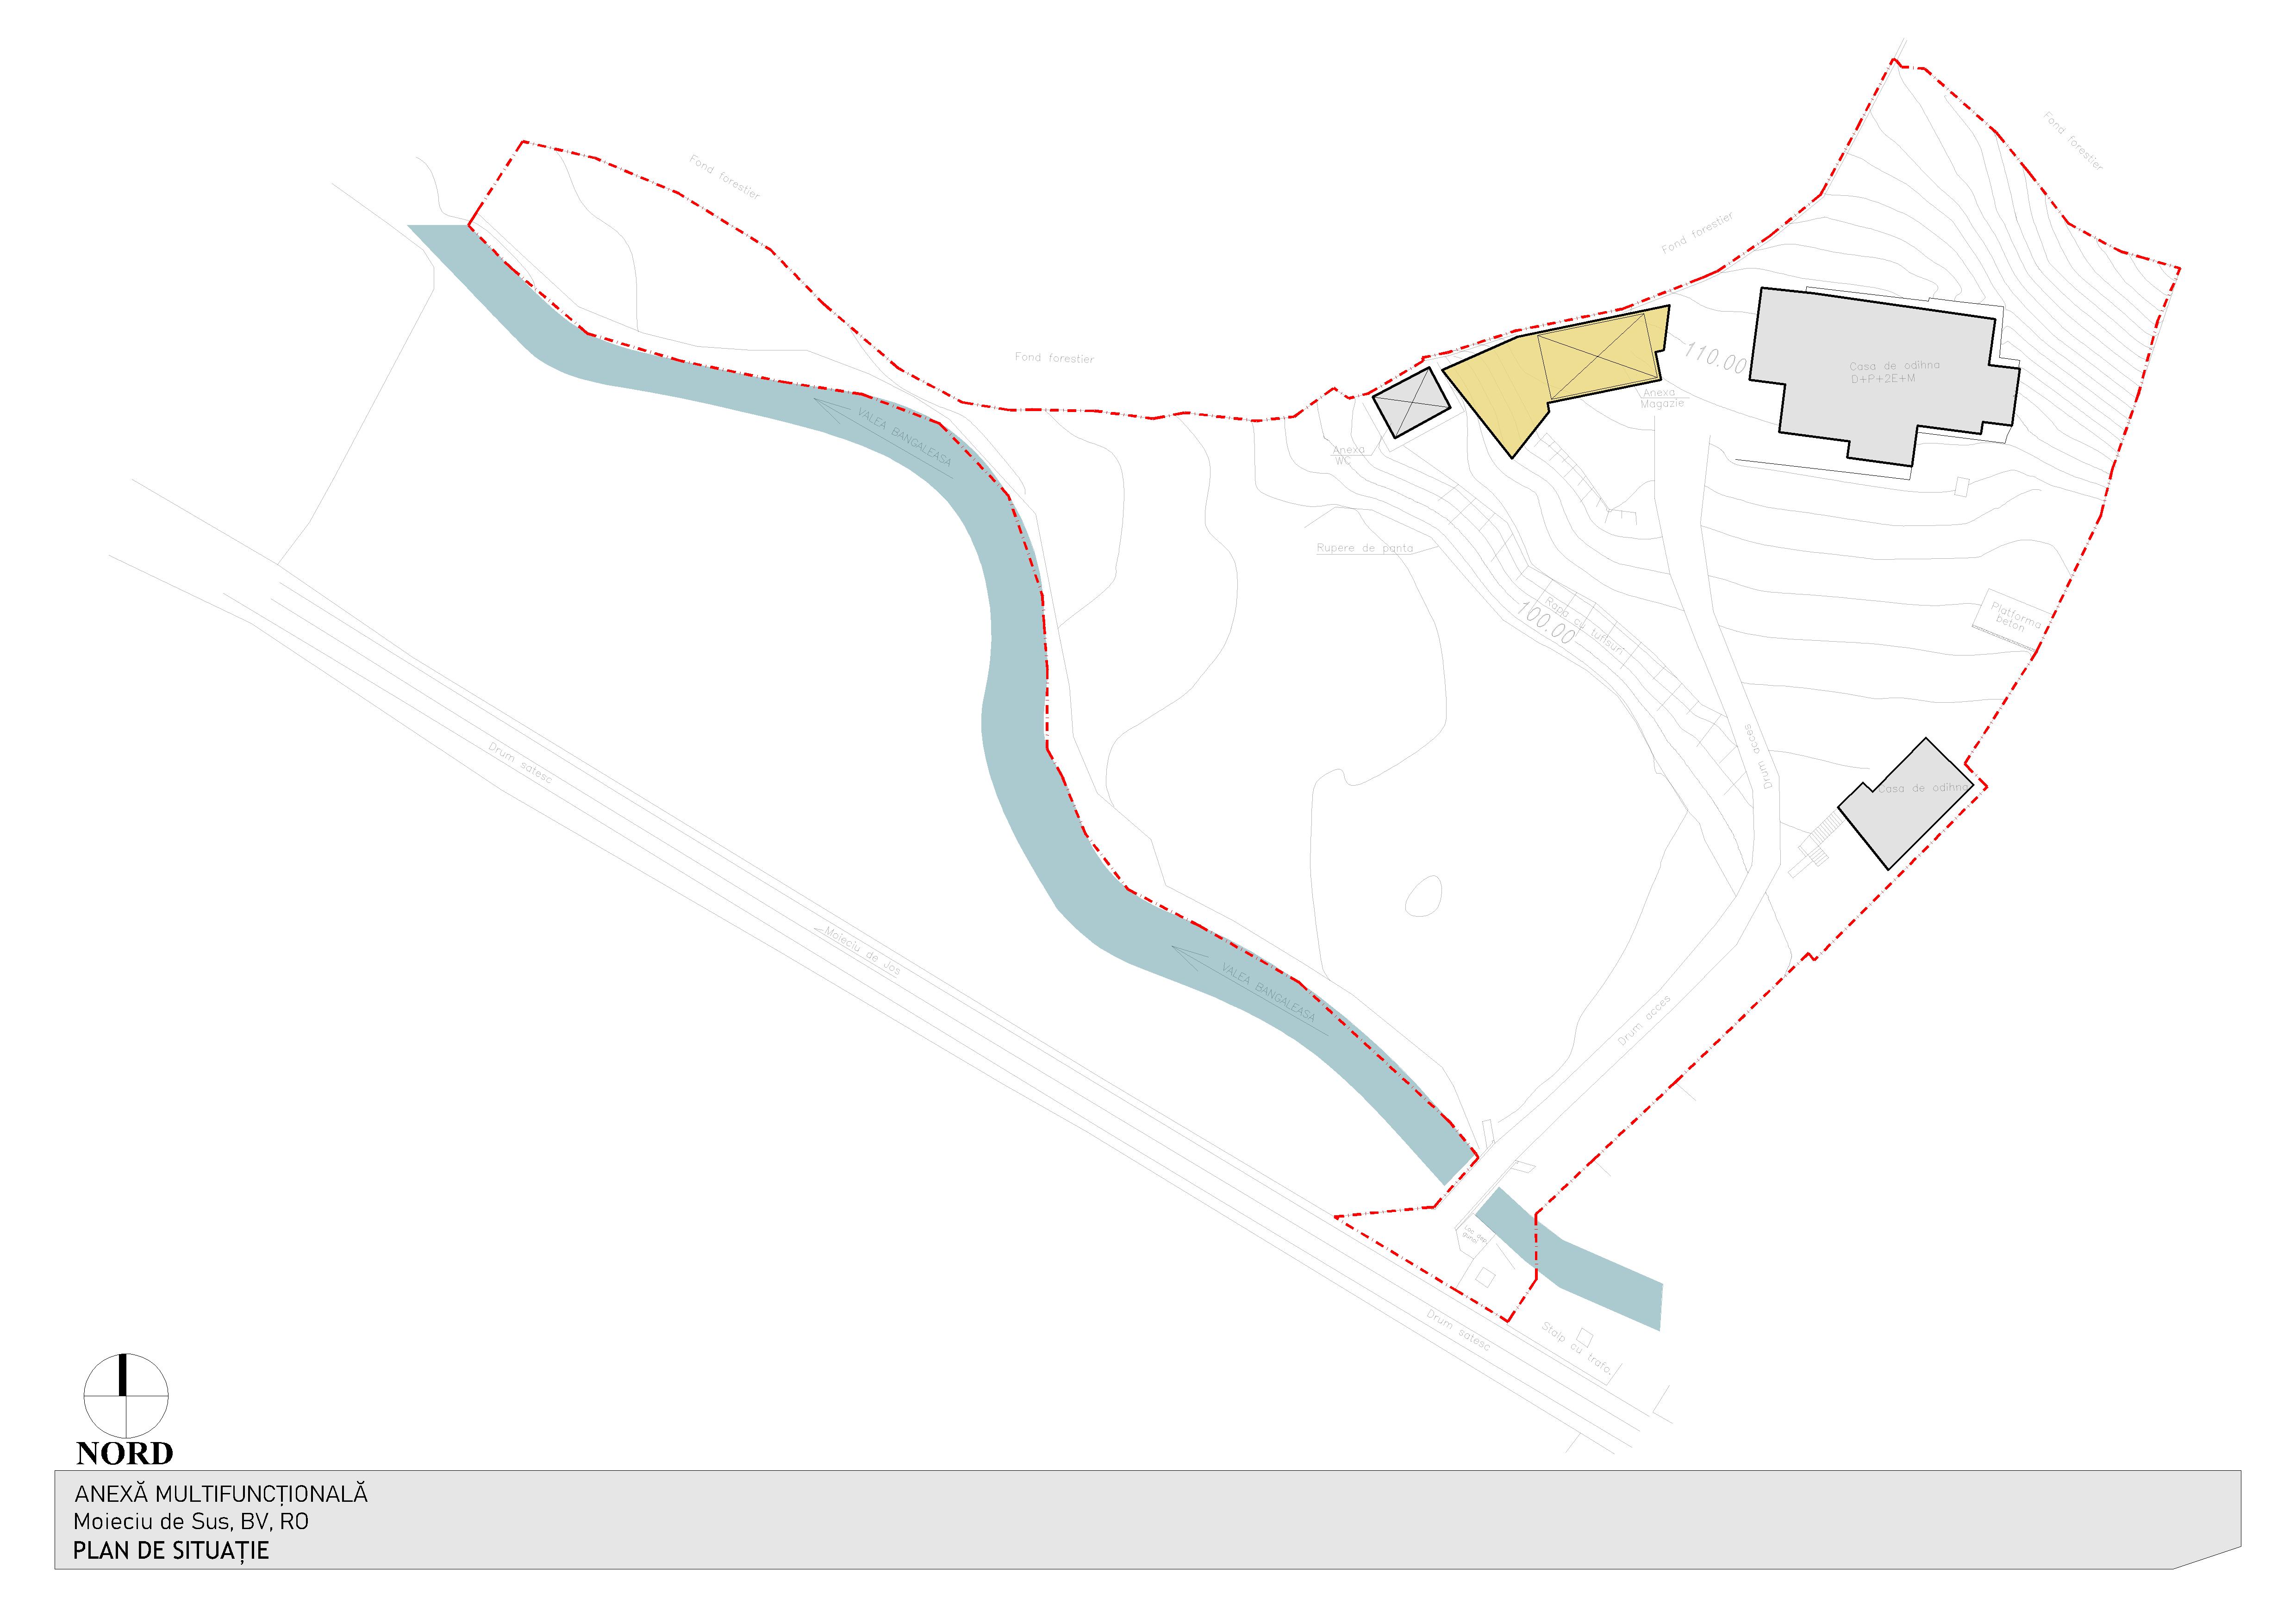 Fond forestier
Fond forestier
Fond forestier
Fond forestier
110.00
Casa de odihna
D+P+2E+M
Anexa
Magazie
VALEA BANGALEASA
Anexa
WC
Rupere de panta
100.00
Rapa cu tufisuri
Platforma
beton
Drum satesc
Drum acces
Casa de odihna
Moieciu de Jos
VALEA BANGALEASA
Drum acces
Loc dep.
gunoi
Drum satesc
Stalp cu trafo.
NORD
ANEXĂ MULTIFUNCȚIONALĂ
Moieciu de Sus, BV, RO
PLAN DE SITUAȚIE